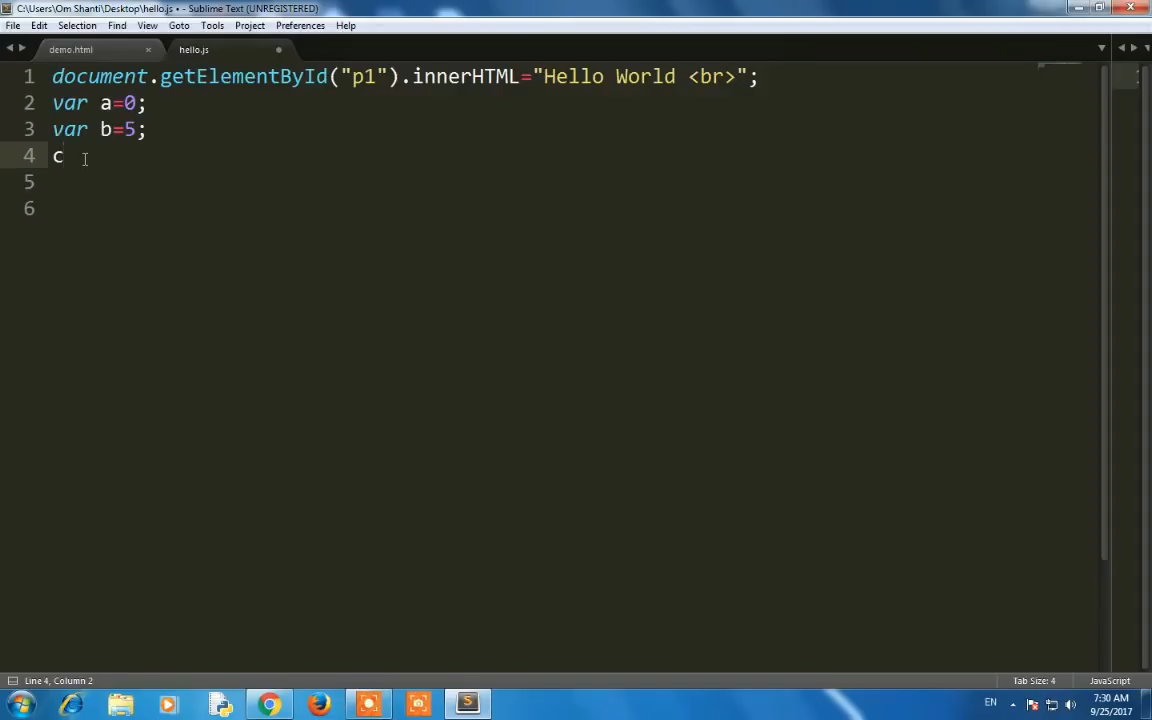 C:\Users\Om Shanti\Desktop\hello.js • - Sublime Text (UNREGISTERED)
File Edit Selection Find View Goto Tools Project Preferences Help
demo.html × hello.js
1 document.getElementById("p1").innerHTML="Hello World <br>";
2 var a=0;
3 var b=5;
4 c
5
6
Line 4, Column 2 Tab Size: 4 JavaScript
EN 7:30 AM
9/25/2017